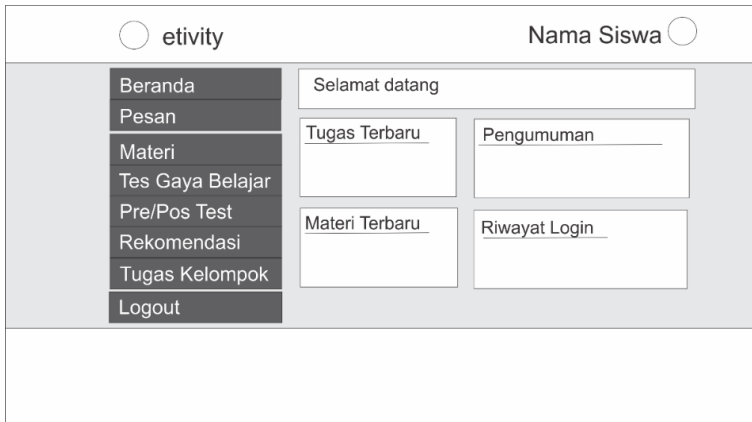 etivity
Nama Siswa
Beranda
Pesan
Materi
Tes Gaya Belajar
Pre/Pos Test
Rekomendasi
Tugas Kelompok
Logout
Selamat datang
Tugas Terbaru
Pengumuman
Materi Terbaru
Riwayat Login